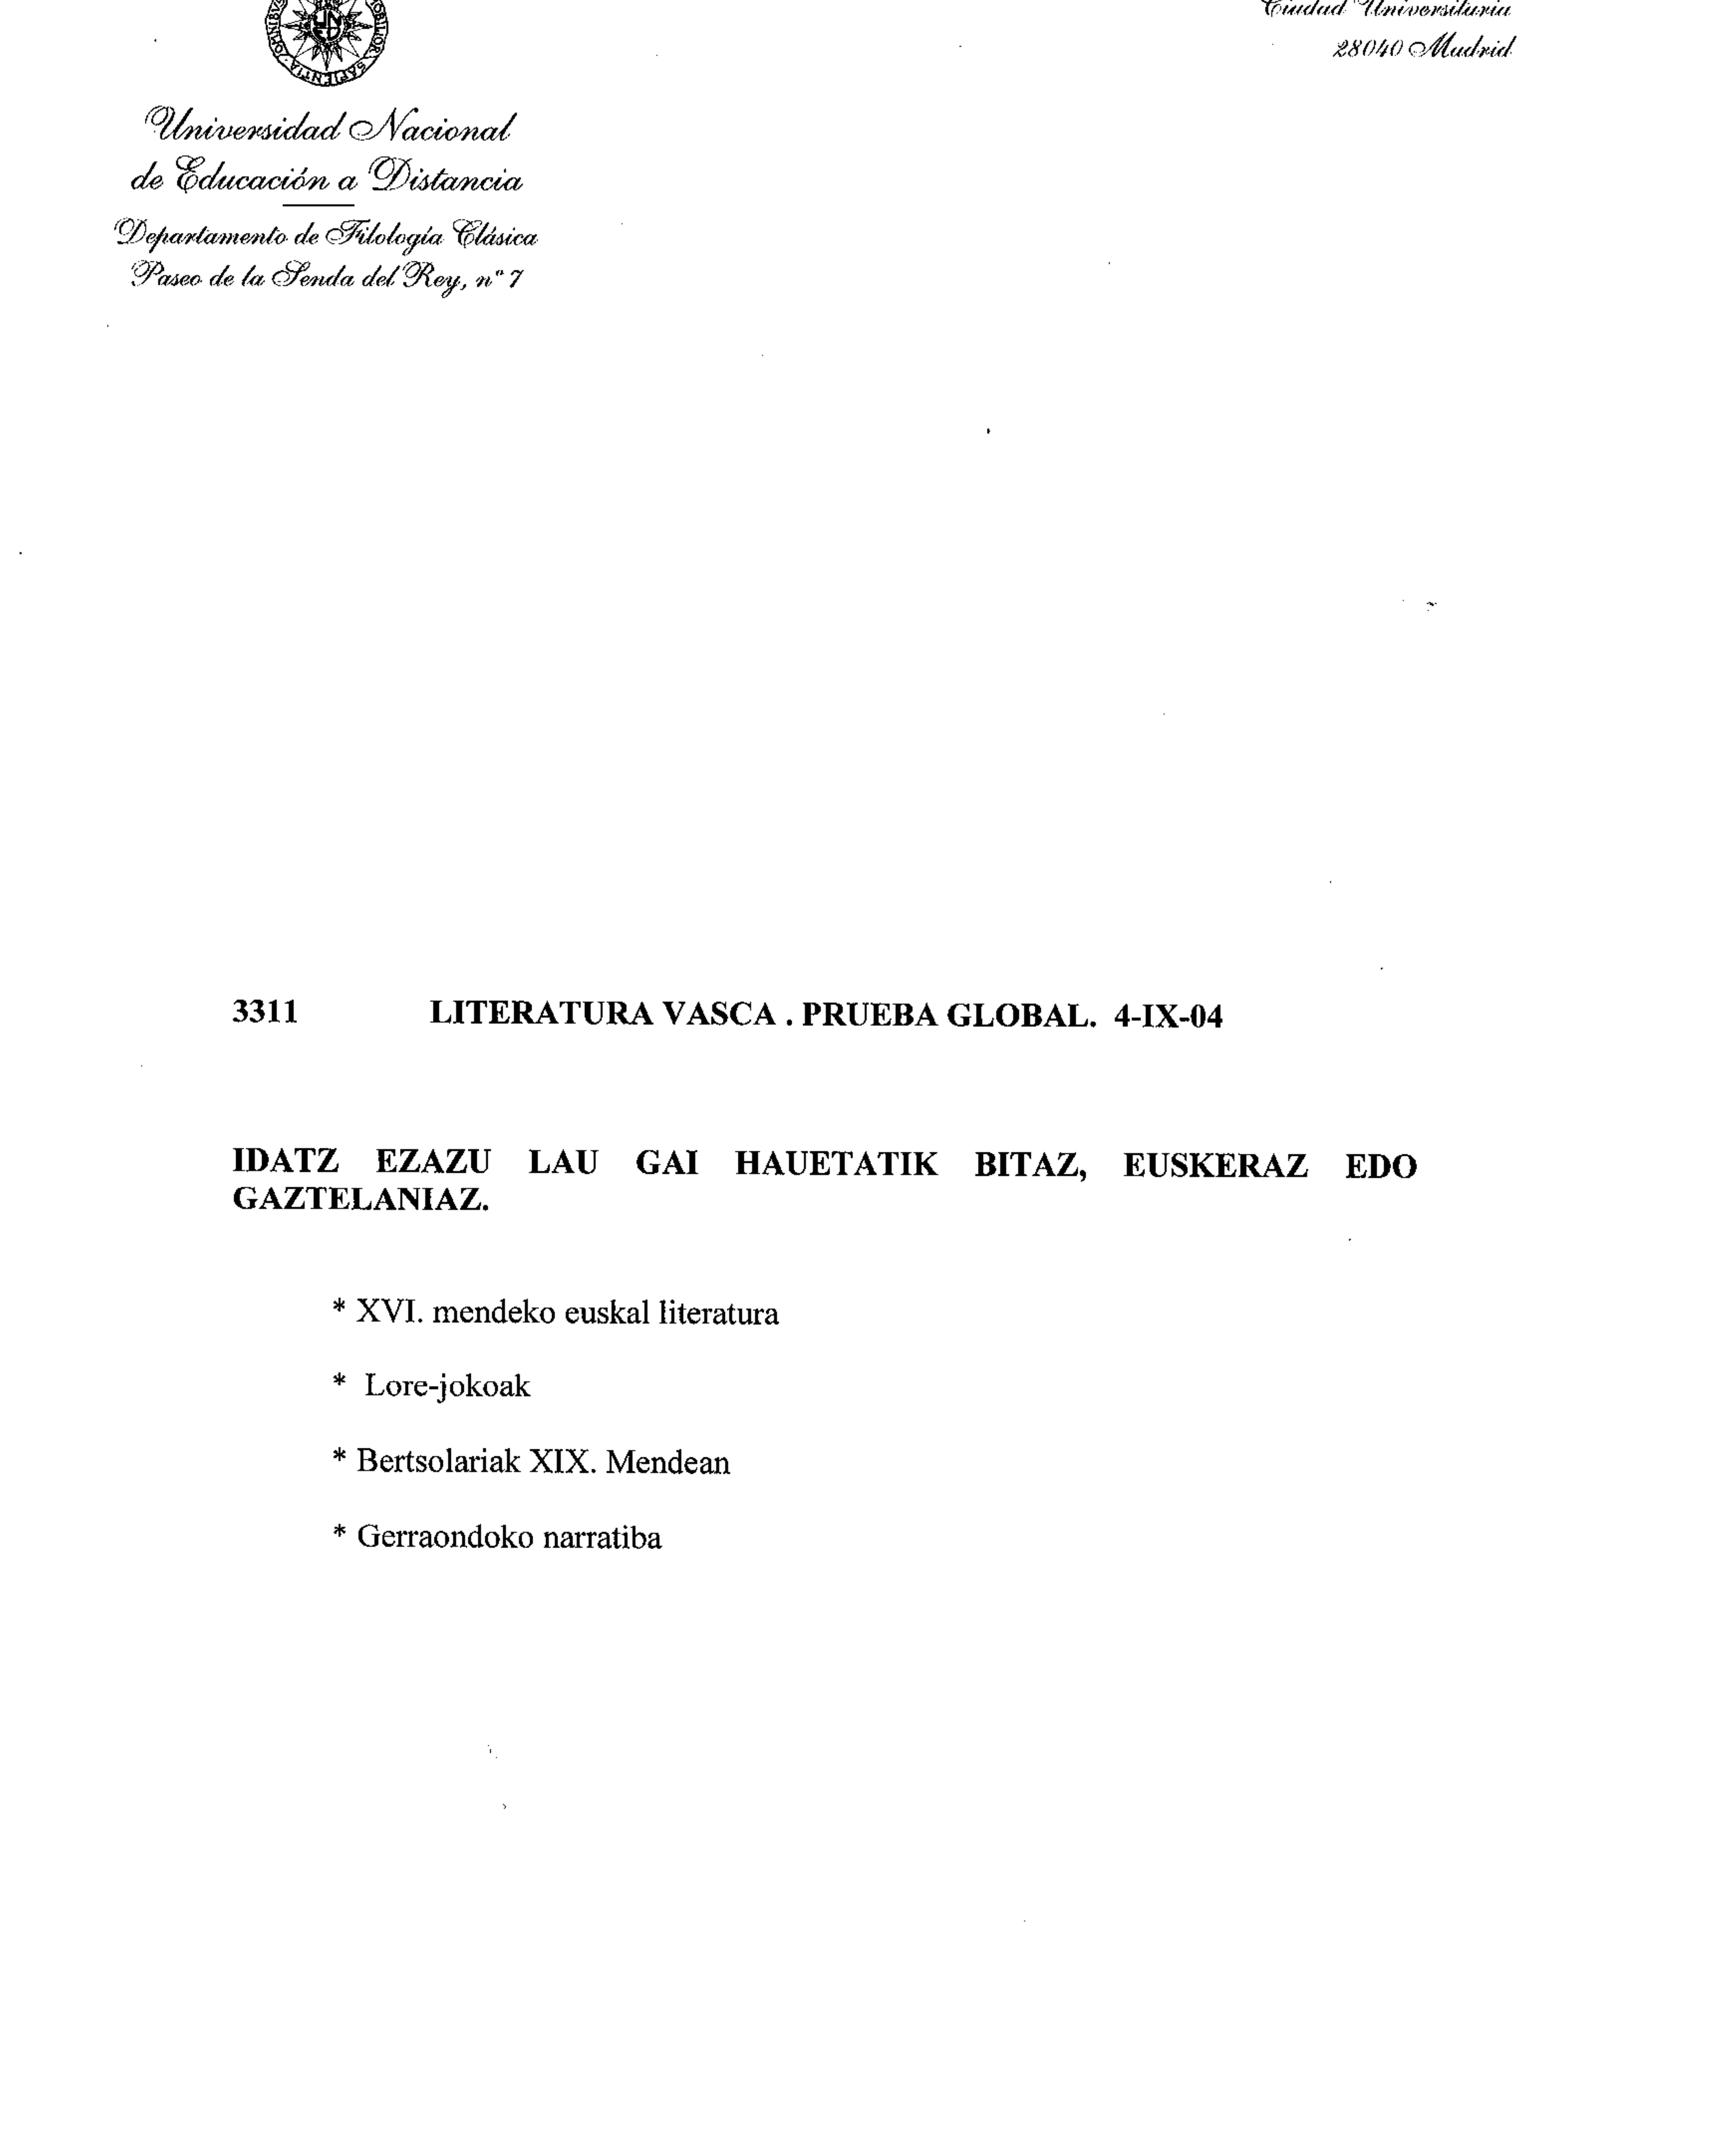 Ciudad Universitaria
28040 Madrid
Universidad Nacional
de Educación a Distancia
Departamento de Filología Clásica
Paseo de la Senda del Rey, nº 7
3311 LITERATURA VASCA . PRUEBA GLOBAL. 4-IX-04
IDATZ EZAZU LAU GAI HAUETATIK BITAZ, EUSKERAZ EDO
GAZTELANIAZ.
* XVI. mendeko euskal literatura
* Lore-jokoak
* Bertsolariak XIX. Mendean
* Gerraondoko narratiba